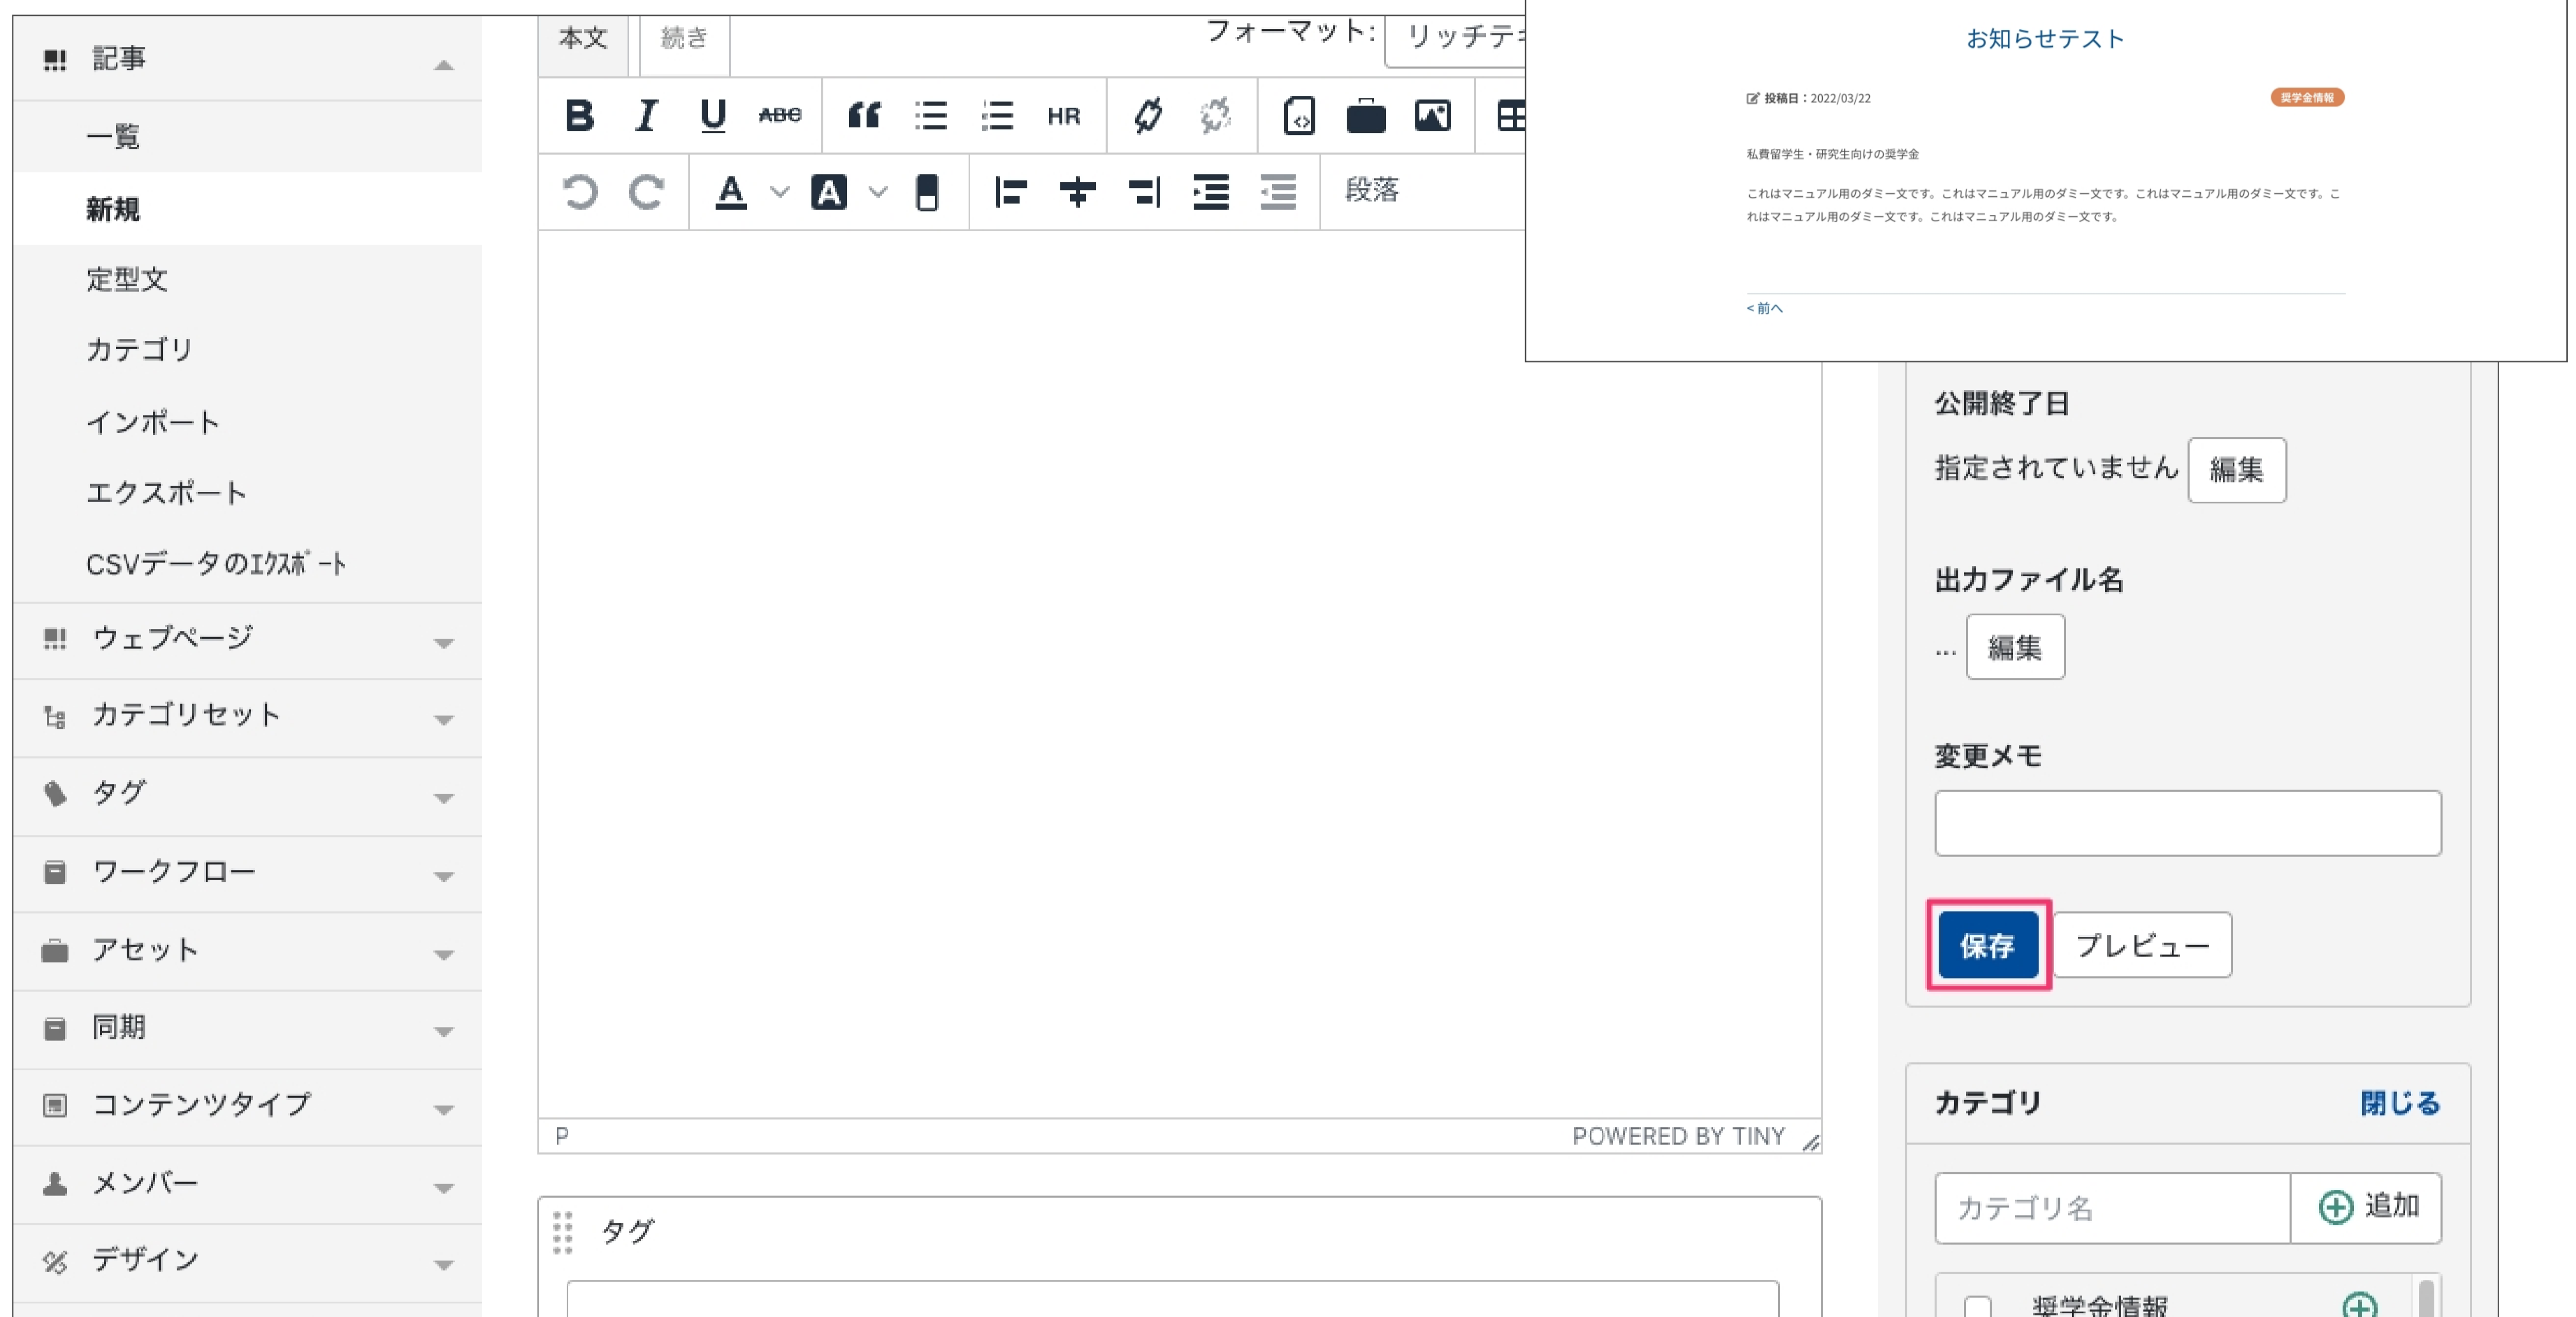 記事
一覧
新規
定型文
カテゴリ
インポート
エクスポート
CSVデータのｴｸｽﾎﾟｰﾄ
ウェブページ
カテゴリセット
タグ
ワークフロー
アセット
同期
コンテンツタイプ
メンバー
デザイン
本文 続き
フォーマット: リッチテ
B I U ABC HR
A A 段落
P POWERED BY TINY
タグ
お知らせテスト
投稿日：2022/03/22 奨学金情報
私費留学生・研究生向けの奨学金
これはマニュアル用のダミー文です。これはマニュアル用のダミー文です。これはマニュアル用のダミー文です。こ
れはマニュアル用のダミー文です。これはマニュアル用のダミー文です。
< 前へ
公開終了日
指定されていません 編集
出力ファイル名
... 編集
変更メモ
保存 プレビュー
カテゴリ 閉じる
カテゴリ名 追加
奨学金情報